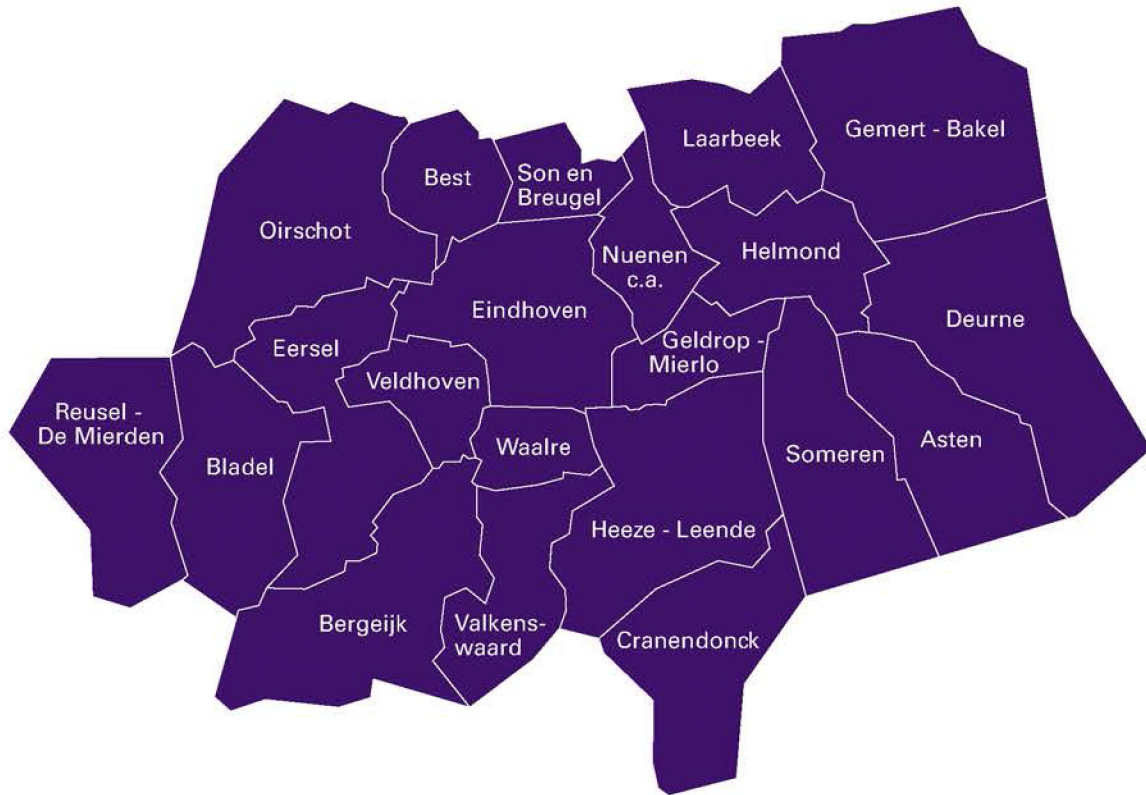 Gemert - Bakel
Laarbeek
Best
Son en
Breugel
Oirschot
Nuenen
c.a.
Helmond
Eindhoven
Deurne
Eersel
Geldrop -
Mierlo
Veldhoven
Reusel -
De Mierden
Bladel
Waalre
Someren
Asten
Heeze - Leende
Bergeijk
Valkens-
waard
Cranendonck